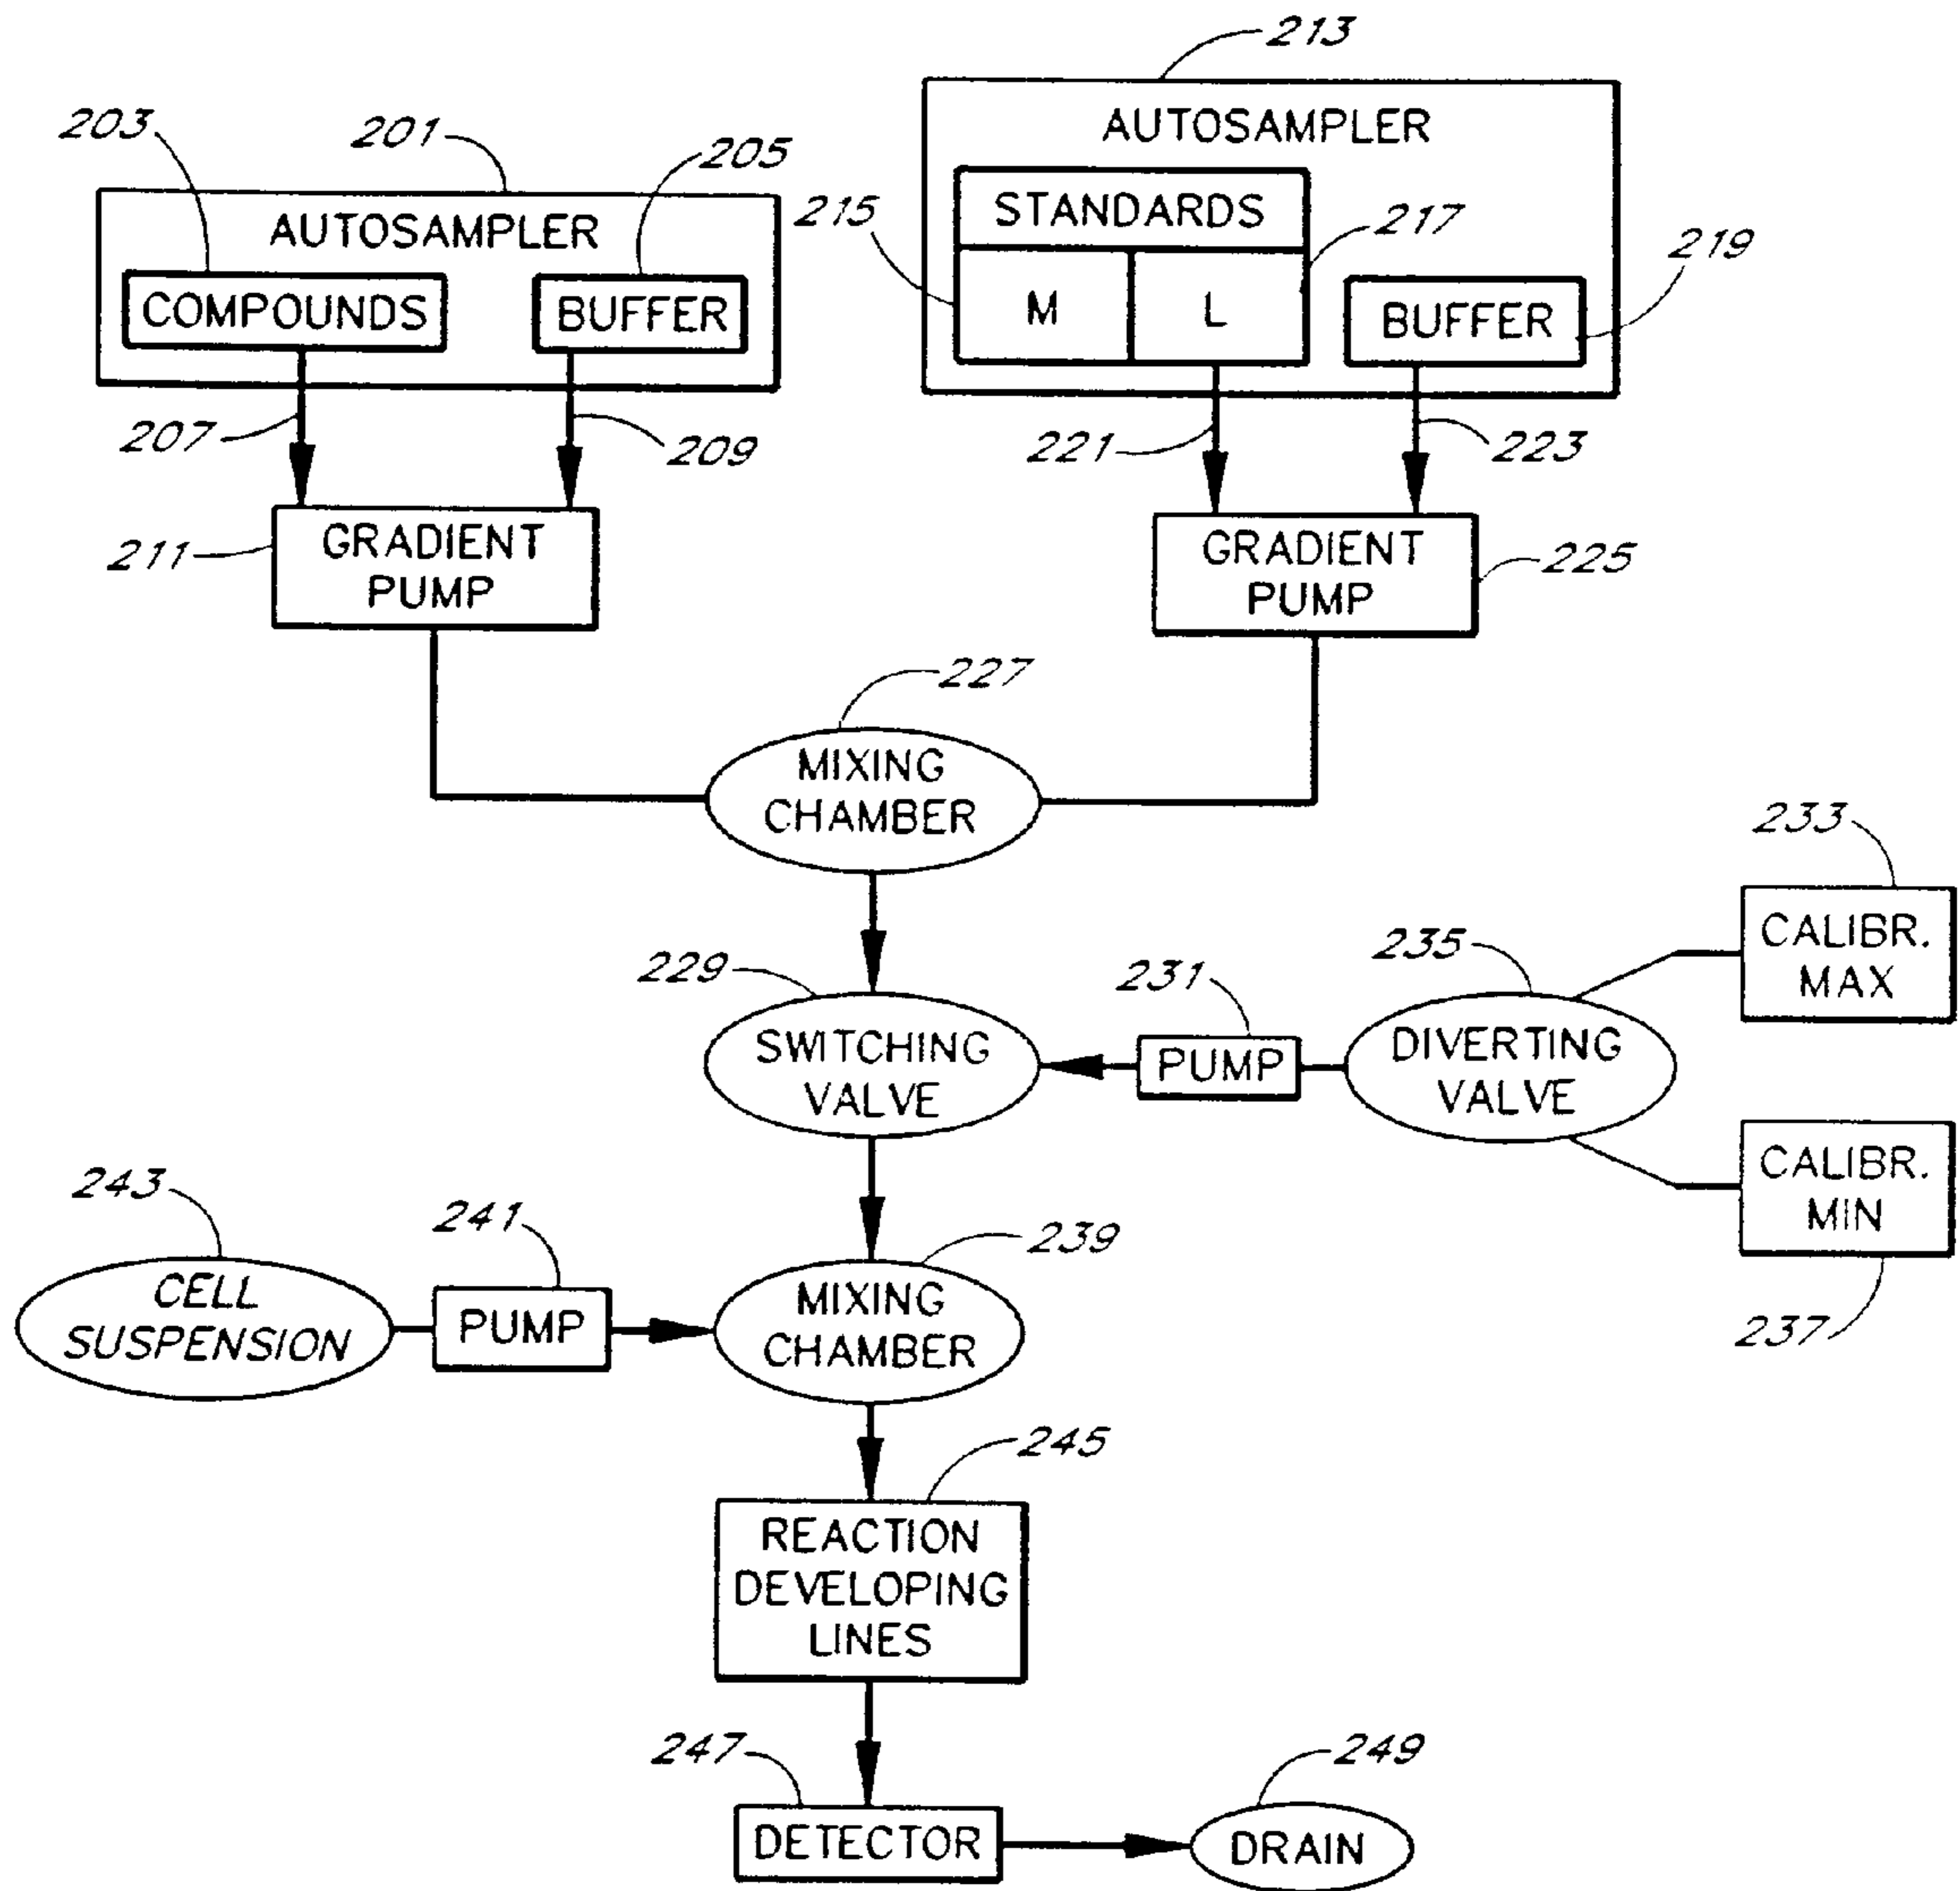 213
203
201
205
AUTOSAMPLER
AUTOSAMPLER
215
STANDARDS
217
219
COMPOUNDS
BUFFER
M
L
BUFFER
207
209
221
223
211
GRADIENT
PUMP
GRADIENT
PUMP
225
227
MIXING
CHAMBER
233
CALIBR.
MAX
229
231
235
SWITCHING
VALVE
PUMP
DIVERTING
VALVE
CALIBR.
MIN
237
243
241
239
CELL
SUSPENSION
PUMP
MIXING
CHAMBER
245
REACTION
DEVELOPING
LINES
247
249
DETECTOR
DRAIN